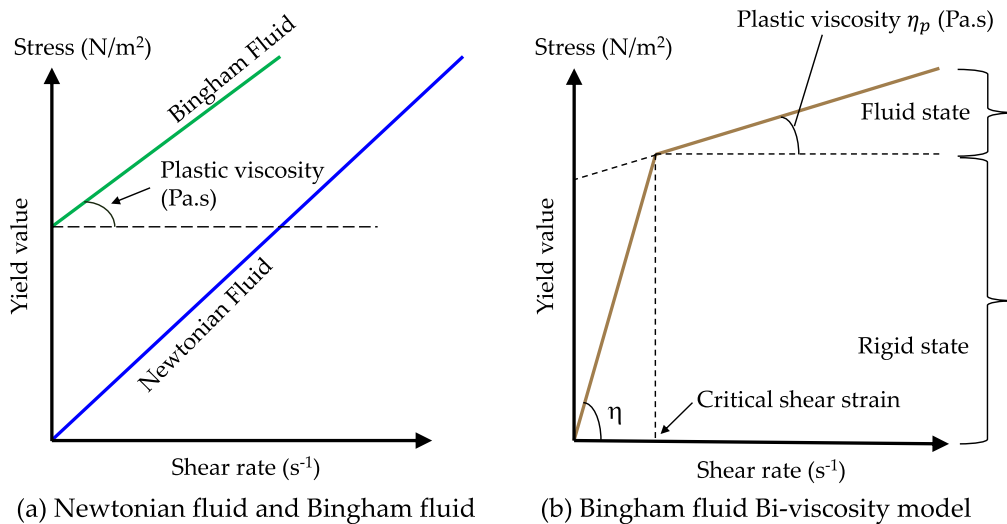 Stress (N/m²)
Bingham Fluid
Plastic viscosity
(Pa.s)
Yield value
Newtonian Fluid
Shear rate (s⁻¹)
(a) Newtonian fluid and Bingham fluid
Plastic viscosity ηₚ (Pa.s)
Stress (N/m²)
Fluid state
Yield value
Rigid state
η
Critical shear strain
Shear rate (s⁻¹)
(b) Bingham fluid Bi-viscosity model